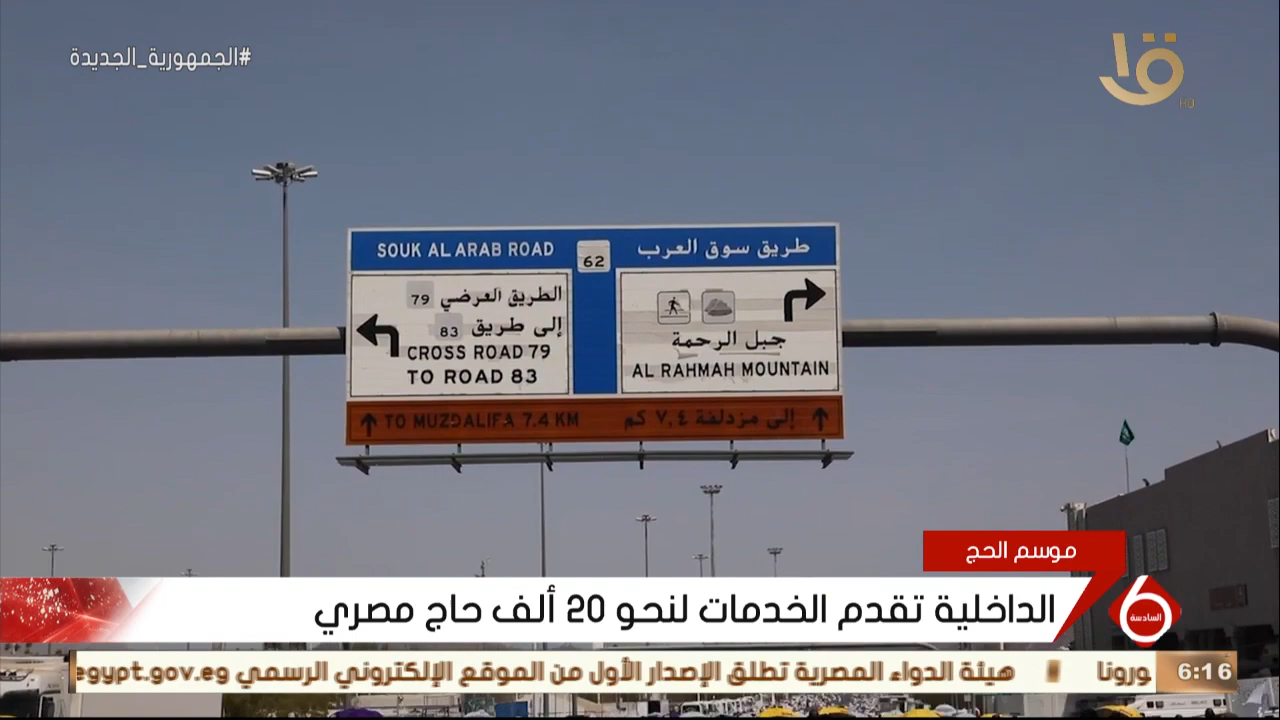 #الجمهورية_الجديدة
HD
SOUK AL ARAB ROAD
62
طريق سوق العرب
الطريق العرضي 79
إلى طريق 83
CROSS ROAD 79
TO ROAD 83
جبل الرحمة
AL RAHMAH MOUNTAIN
TO MUZDALIFA 7.4 KM
إلى مزدلفة ٧,٤ كم
موسم الحج
الداخلية تقدم الخدمات لنحو 20 ألف حاج مصري
6 السادسة
6:16
ورونا
هيئة الدواء المصرية تطلق الإصدار الأول من الموقع الإلكتروني الرسمي egypt.gov.eg